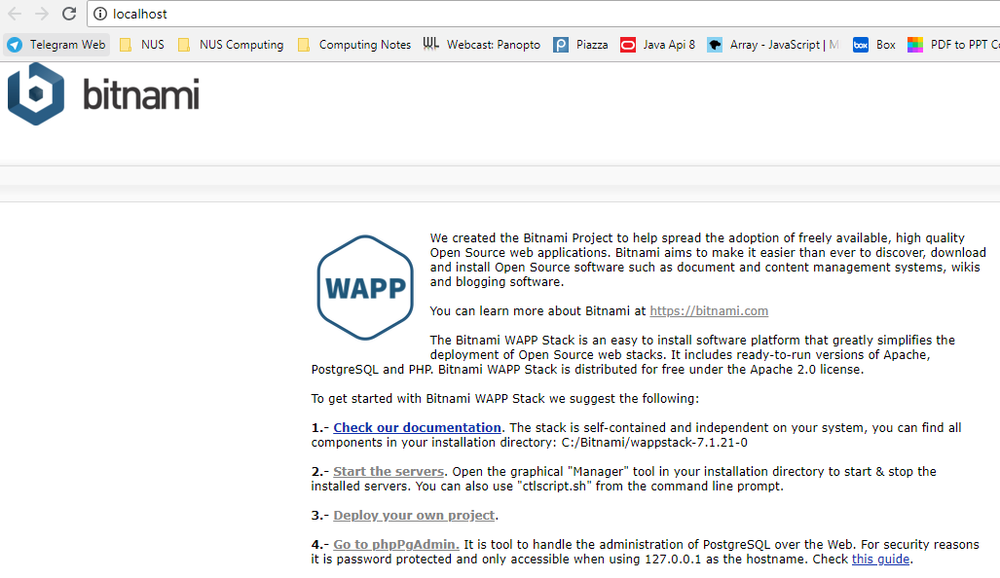 localhost
Telegram Web NUS NUS Computing Computing Notes Webcast: Panopto Piazza Java Api 8 Array - JavaScript | M Box PDF to PPT Co
bitnami
WAPP
We created the Bitnami Project to help spread the adoption of freely available, high quality
Open Source web applications. Bitnami aims to make it easier than ever to discover, download
and install Open Source software such as document and content management systems, wikis
and blogging software.
You can learn more about Bitnami at https://bitnami.com
The Bitnami WAPP Stack is an easy to install software platform that greatly simplifies the
deployment of Open Source web stacks. It includes ready-to-run versions of Apache,
PostgreSQL and PHP. Bitnami WAPP Stack is distributed for free under the Apache 2.0 license.
To get started with Bitnami WAPP Stack we suggest the following:
1.- Check our documentation. The stack is self-contained and independent on your system, you can find all
components in your installation directory: C:/Bitnami/wappstack-7.1.21-0
2.- Start the servers. Open the graphical "Manager" tool in your installation directory to start & stop the
installed servers. You can also use "ctlscript.sh" from the command line prompt.
3.- Deploy your own project.
4.- Go to phpPgAdmin. It is tool to handle the administration of PostgreSQL over the Web. For security reasons
it is password protected and only accessible when using 127.0.0.1 as the hostname. Check this guide.